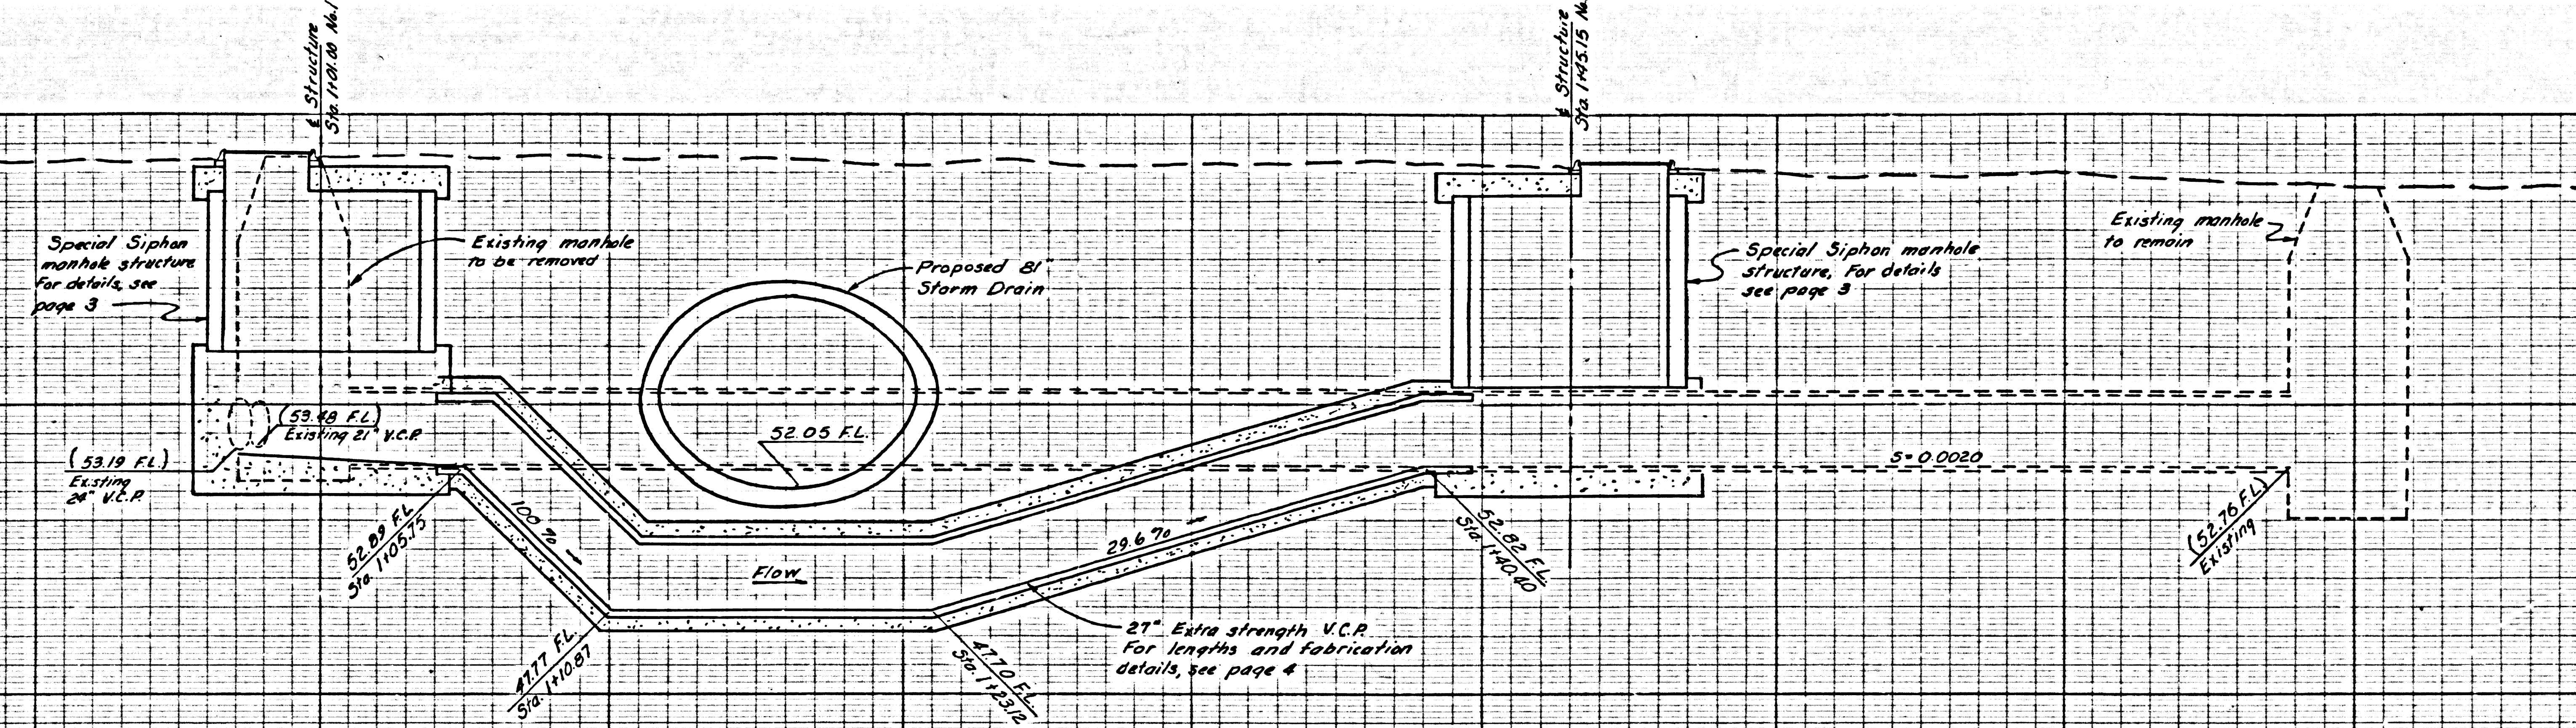 ℄ Structure
Sta. 1+01.00 No.1
℄ Structure
Sta. 1+45.15 No.
Special Siphon
manhole structure
For details, see
page 3
Existing manhole
to be removed
Proposed 81"
Storm Drain
Special Siphon manhole
structure, For details
see page 3
Existing manhole
to remain
(53.48 F.L.)
Existing 21" V.C.P.
(53.19 F.L.)
Existing
24" V.C.P.
52.05 F.L.
S=0.0020
52.89 F.L.
Sta. 1+05.75
100 %
Flow
29.6 %
52.82 F.L.
Sta. 1+40.40
(52.76 F.L.)
Existing
47.77 F.L.
Sta. 1+10.87
47.70 F.L.
Sta. 1+23.12
27" Extra strength V.C.P.
For lengths and fabrication
details, see page 4